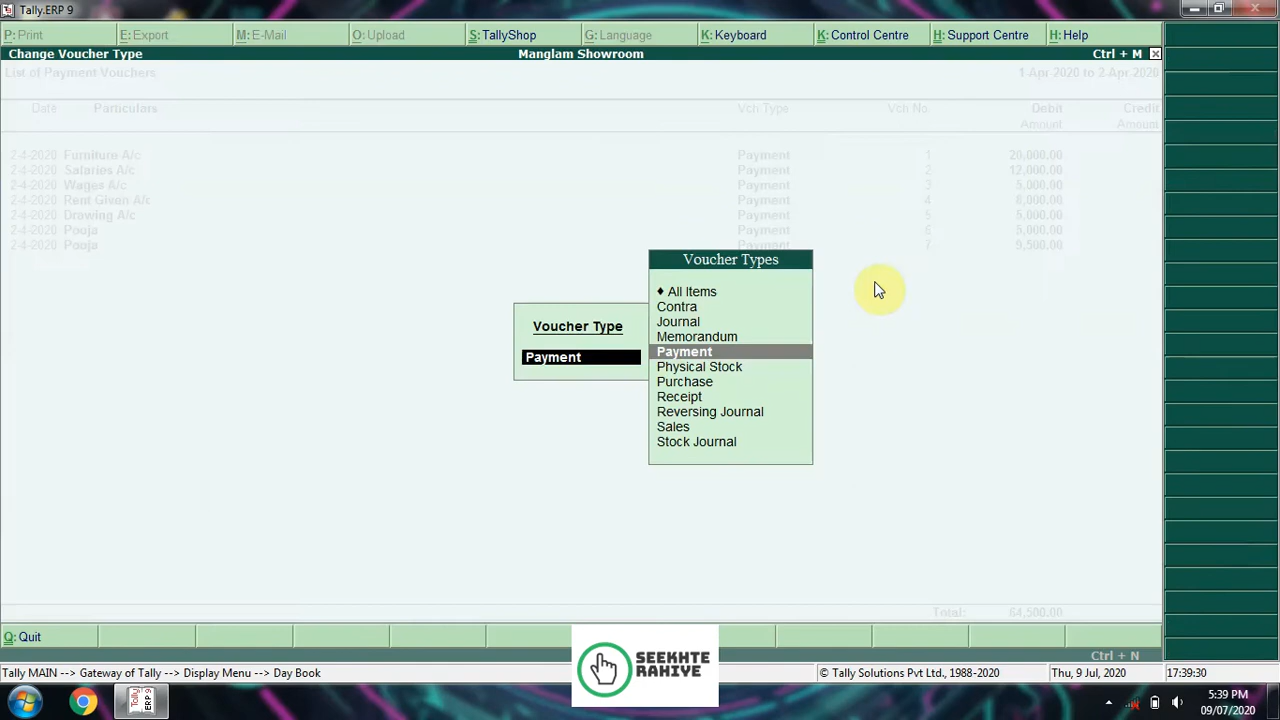 Tally.ERP 9
P: Print E: Export M: E-Mail O: Upload S: TallyShop G: Language K: Keyboard K: Control Centre H: Support Centre H: Help
Change Voucher Type Manglam Showroom Ctrl + M
List of Payment Vouchers 1 Apr 2020 to 2 Apr 2020
Date Particulars Vch Type Vch No. Debit Credit
Amount Amount
2-4-2020 Furniture A/c Payment 1 20,000.00
2-4-2020 Salaries A/c Payment 2 12,000.00
2-4-2020 Wages A/c Payment 3 5,000.00
2-4-2020 Rent Given A/c Payment 4 8,000.00
2-4-2020 Drawing A/c Payment 5 5,000.00
2-4-2020 Pooja Payment 6 5,000.00
2-4-2020 Pooja Payment 7 9,500.00
Voucher Types
♦ All Items
Contra
Journal
Memorandum
Payment
Physical Stock
Purchase
Receipt
Reversing Journal
Sales
Stock Journal
Voucher Type
Payment
Total: 64,500.00
Q: Quit
SEEKHTE
RAHIYE
Ctrl + N
Tally MAIN --> Gateway of Tally --> Display Menu --> Day Book © Tally Solutions Pvt Ltd., 1988-2020 Thu, 9 Jul, 2020 17:39:30
ERP 9
5:39 PM
09/07/2020